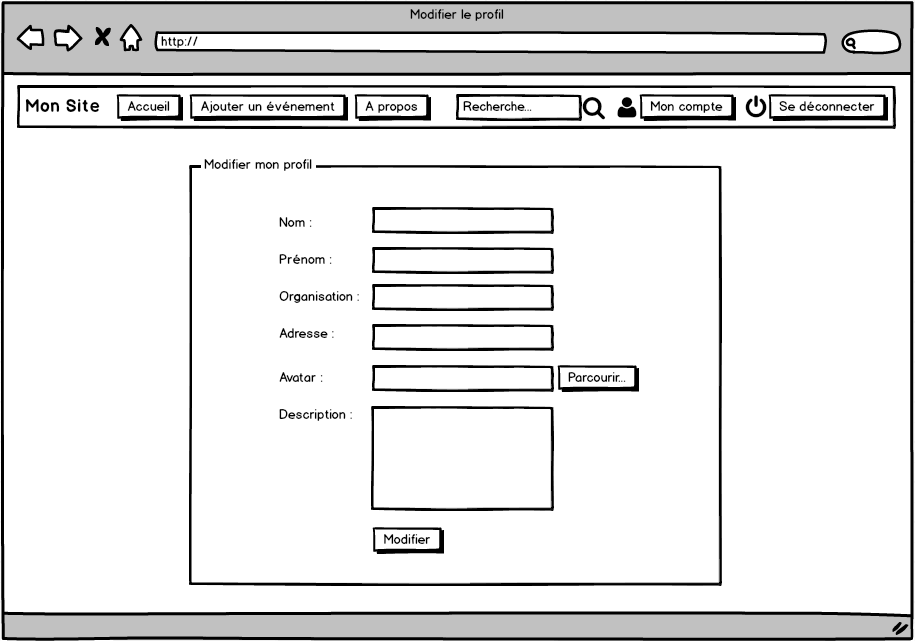 Modifier le profil
http://
Mon Site Accueil Ajouter un événement A propos Recherche... Mon compte Se déconnecter
Modifier mon profil
Nom :
Prénom :
Organisation :
Adresse :
Avatar : Parcourir...
Description :
Modifier